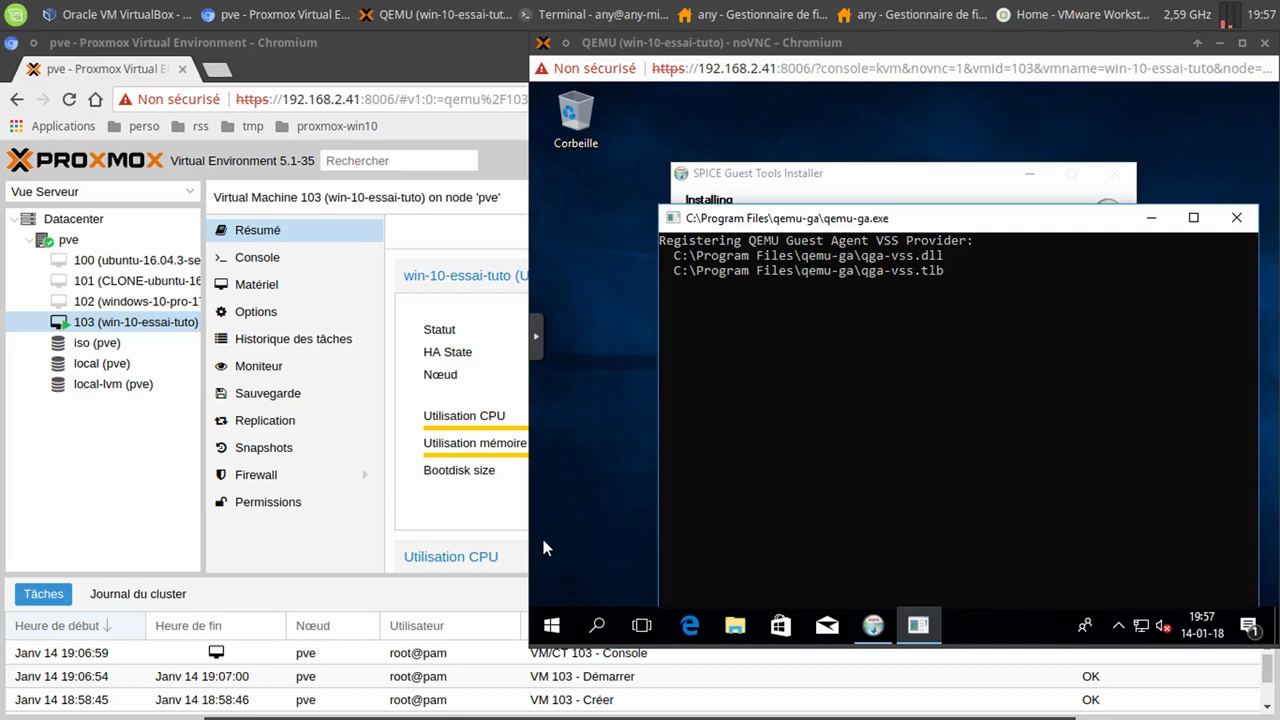 Oracle VM VirtualBox - ...
pve - Proxmox Virtual E...
QEMU (win-10-essai-tut...
Terminal - any@any-mi...
any - Gestionnaire de fi...
any - Gestionnaire de fi...
Home - VMware Workst...
2,59 GHz
19:57
pve - Proxmox Virtual Environment – Chromium
QEMU (win-10-essai-tuto) - noVNC – Chromium
pve - Proxmox Virtual E
Non sécurisé
https://192.168.2.41:8006/?console=kvm&novnc=1&vmid=103&vmname=win-10-essai-tuto&node=...
Non sécurisé
https://192.168.2.41:8006/#v1:0:=qemu%2F103
Applications
perso
rss
tmp
proxmox-win10
Corbeille
PROXMOX
Virtual Environment 5.1-35
Rechercher
Vue Serveur
Virtual Machine 103 (win-10-essai-tuto) on node 'pve'
Datacenter
pve
100 (ubuntu-16.04.3-se
101 (CLONE-ubuntu-16
102 (windows-10-pro-17
103 (win-10-essai-tuto)
iso (pve)
local (pve)
local-lvm (pve)
Résumé
Console
Matériel
Options
Historique des tâches
Moniteur
Sauvegarde
Replication
Snapshots
Firewall
Permissions
win-10-essai-tuto (U
Statut
HA State
Nœud
Utilisation CPU
Utilisation mémoire
Bootdisk size
Utilisation CPU
SPICE Guest Tools Installer
Installing
C:\Program Files\qemu-ga\qemu-ga.exe
Registering QEMU Guest Agent VSS Provider:
C:\Program Files\qemu-ga\qga-vss.dll
C:\Program Files\qemu-ga\qga-vss.tlb
19:57
14-01-18
1
Tâches
Journal du cluster
Heure de début
Heure de fin
Nœud
Utilisateur
Janv 14 19:06:59
pve
root@pam
VM/CT 103 - Console
Janv 14 19:06:54
Janv 14 19:07:00
pve
root@pam
VM 103 - Démarrer
OK
Janv 14 18:58:45
Janv 14 18:58:46
pve
root@pam
VM 103 - Créer
OK